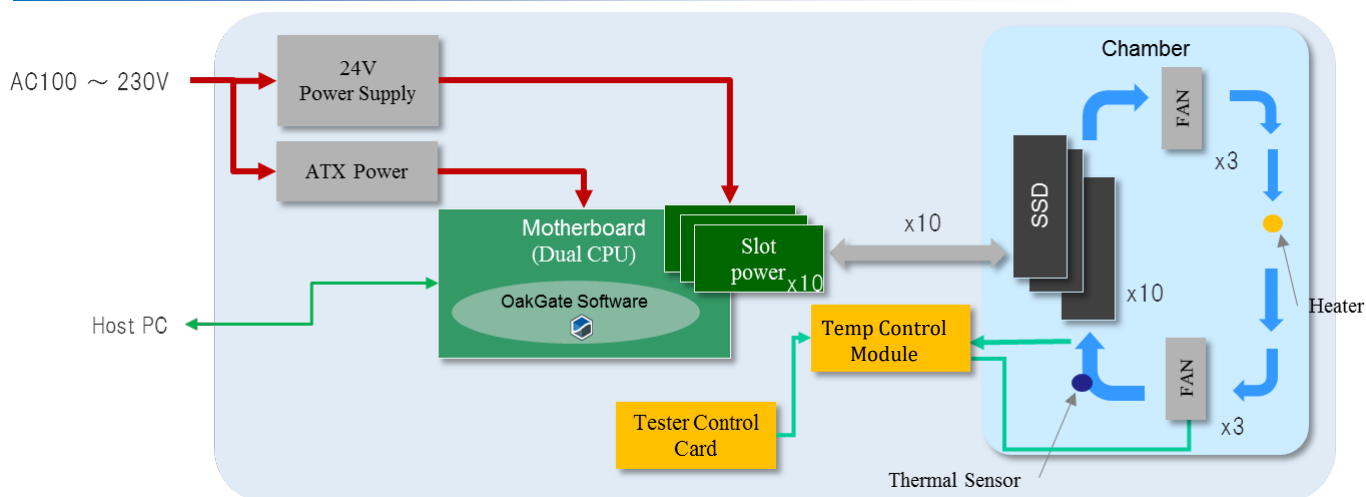 AC100 ~ 230V
24V
Power Supply
ATX Power
Motherboard
(Dual CPU)
OakGate Software
Slot
power
x10
Host PC
Temp Control
Module
Tester Control
Card
x10
Chamber
FAN
x3
SSD
x10
Heater
FAN
x3
Thermal Sensor